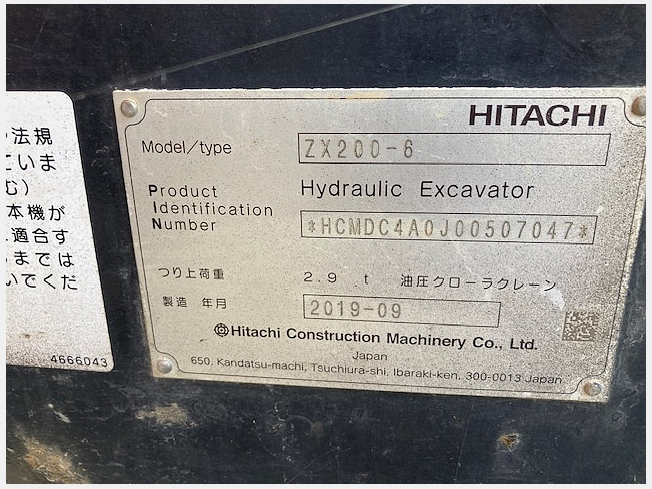 法規
ていま
む)
本機が
適合す
るまでは
いでくだ
4666043
HITACHI
Model/type ZX200-6
Hydraulic Excavator
Product
Identification
Number *HCMDC4A0J00507047*
つり上荷重 2.9 t 油圧クローラクレーン
製造 年月 2019-09
Hitachi Construction Machinery Co., Ltd.
Japan
650, Kandatsu-machi, Tsuchiura-shi, Ibaraki-ken, 300-0013 Japan